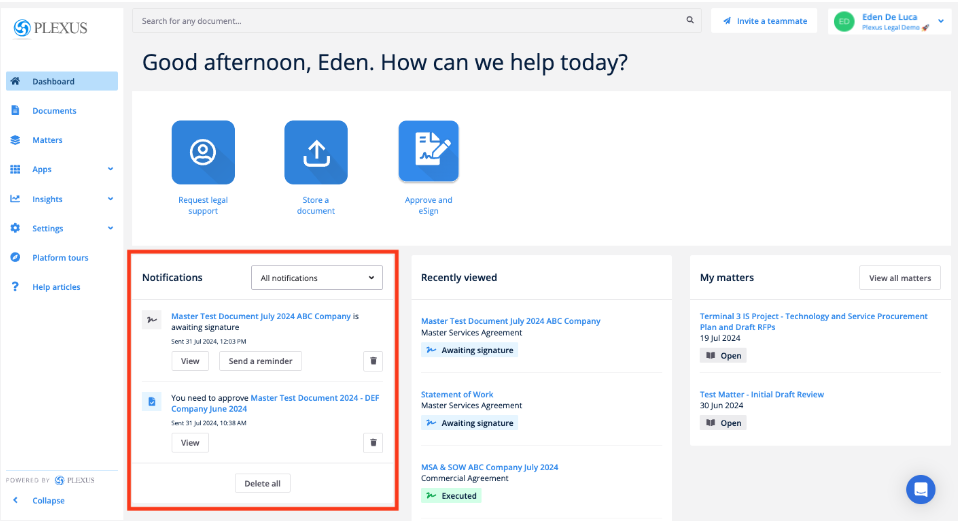 PLEXUS
Search for any document...
Invite a teammate
ED
Eden De Luca
Plexus Legal Demo 🚀
Good afternoon, Eden. How can we help today?
Dashboard
Documents
Matters
Apps
Insights
Settings
Platform tours
? Help articles
Request legal
support
Store a
document
Approve and
eSign
Notifications
All notifications
Master Test Document July 2024 ABC Company is
awaiting signature
Sent 31 Jul 2024, 12:03 PM
View
Send a reminder
You need to approve Master Test Document 2024 - DEF
Company June 2024
Sent 31 Jul 2024, 10:38 AM
View
Delete all
Recently viewed
Master Test Document July 2024 ABC Company
Master Services Agreement
Awaiting signature
Statement of Work
Master Services Agreement
Awaiting signature
MSA & SOW ABC Company July 2024
Commercial Agreement
Executed
My matters
View all matters
Terminal 3 IS Project - Technology and Service Procurement
Plan and Draft RFPs
19 Jul 2024
Open
Test Matter - Initial Draft Review
30 Jun 2024
Open
POWERED BY PLEXUS
Collapse